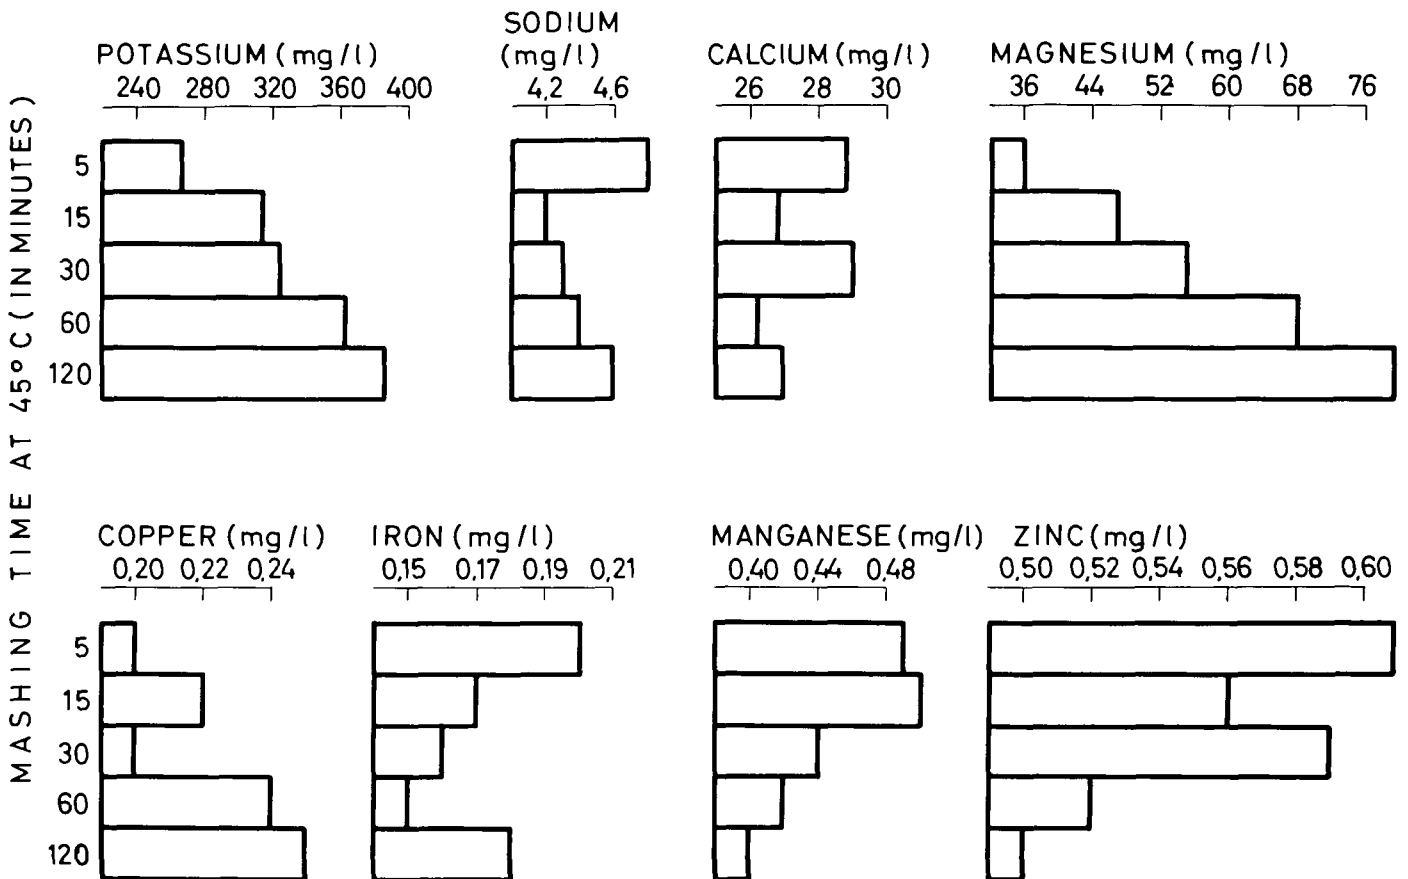 SODIUM
POTASSIUM (mg/l) (mg/l) CALCIUM (mg/l) MAGNESIUM (mg/l)
240 280 320 360 400 4,2 4,6 26 28 30 36 44 52 60 68 76
5
15
30
60
120
MASHING TIME AT 45°C (IN MINUTES)
COPPER (mg/l) IRON (mg/l) MANGANESE (mg/l) ZINC (mg/l)
0,20 0,22 0,24 0,15 0,17 0,19 0,21 0,40 0,44 0,48 0,50 0,52 0,54 0,56 0,58 0,60
5
15
30
60
120